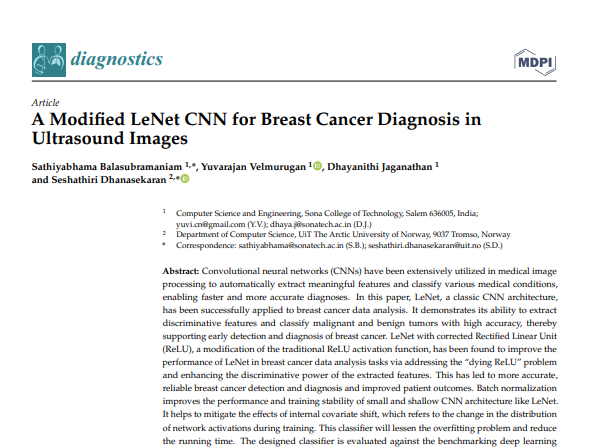 diagnostics
MDPI
Article
A Modified LeNet CNN for Breast Cancer Diagnosis in
Ultrasound Images
Sathiyabhama Balasubramaniam 1,*, Yuvarajan Velmurugan 1, Dhayanithi Jaganathan 1
and Seshathiri Dhanasekaran 2,*
1 Computer Science and Engineering, Sona College of Technology, Salem 636005, India;
yuvi.cn@gmail.com (Y.V.); dhaya.j@sonatech.ac.in (D.J.)
2 Department of Computer Science, UiT The Arctic University of Norway, 9037 Tromso, Norway
* Correspondence: sathiyabhama@sonatech.ac.in (S.B.); seshathiri.dhanasekaran@uit.no (S.D.)
Abstract: Convolutional neural networks (CNNs) have been extensively utilized in medical image
processing to automatically extract meaningful features and classify various medical conditions,
enabling faster and more accurate diagnoses. In this paper, LeNet, a classic CNN architecture,
has been successfully applied to breast cancer data analysis. It demonstrates its ability to extract
discriminative features and classify malignant and benign tumors with high accuracy, thereby
supporting early detection and diagnosis of breast cancer. LeNet with corrected Rectified Linear Unit
(ReLU), a modification of the traditional ReLU activation function, has been found to improve the
performance of LeNet in breast cancer data analysis tasks via addressing the “dying ReLU” problem
and enhancing the discriminative power of the extracted features. This has led to more accurate,
reliable breast cancer detection and diagnosis and improved patient outcomes. Batch normalization
improves the performance and training stability of small and shallow CNN architecture like LeNet.
It helps to mitigate the effects of internal covariate shift, which refers to the change in the distribution
of network activations during training. This classifier will lessen the overfitting problem and reduce
the running time. The designed classifier is evaluated against the benchmarking deep learning